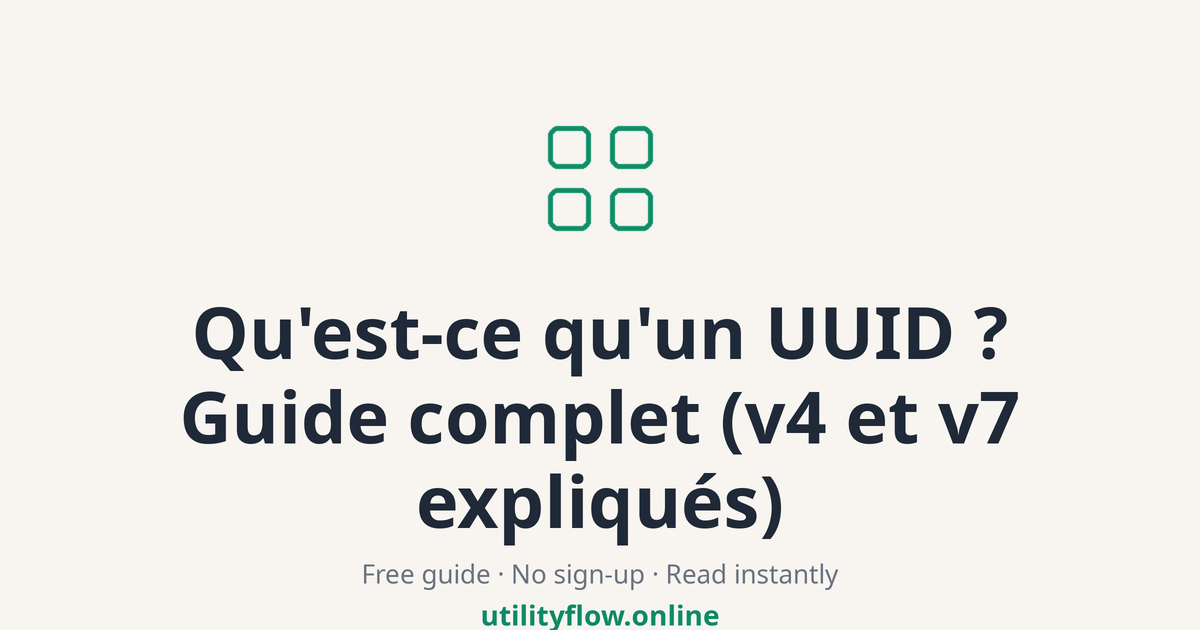 Qu'est-ce qu'un UUID ?
Guide complet (v4 et v7
expliqués)
Free guide · No sign-up · Read instantly
utilityflow.online